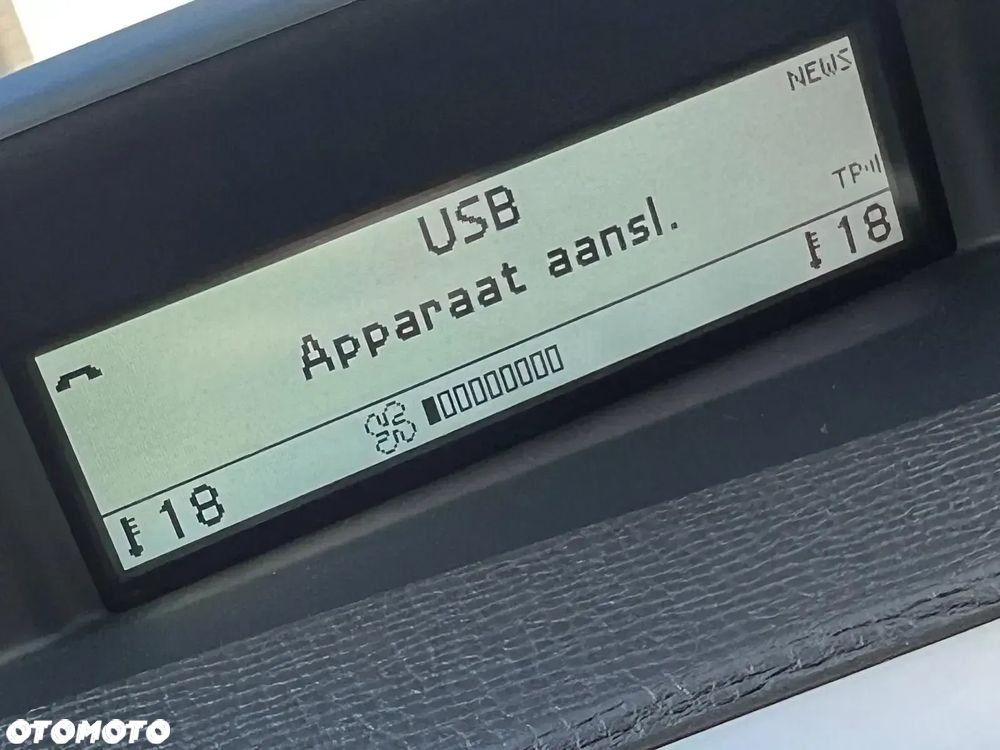 NEWS
TP
USB
Apparaat aansl.
18
18
OTOMOTO